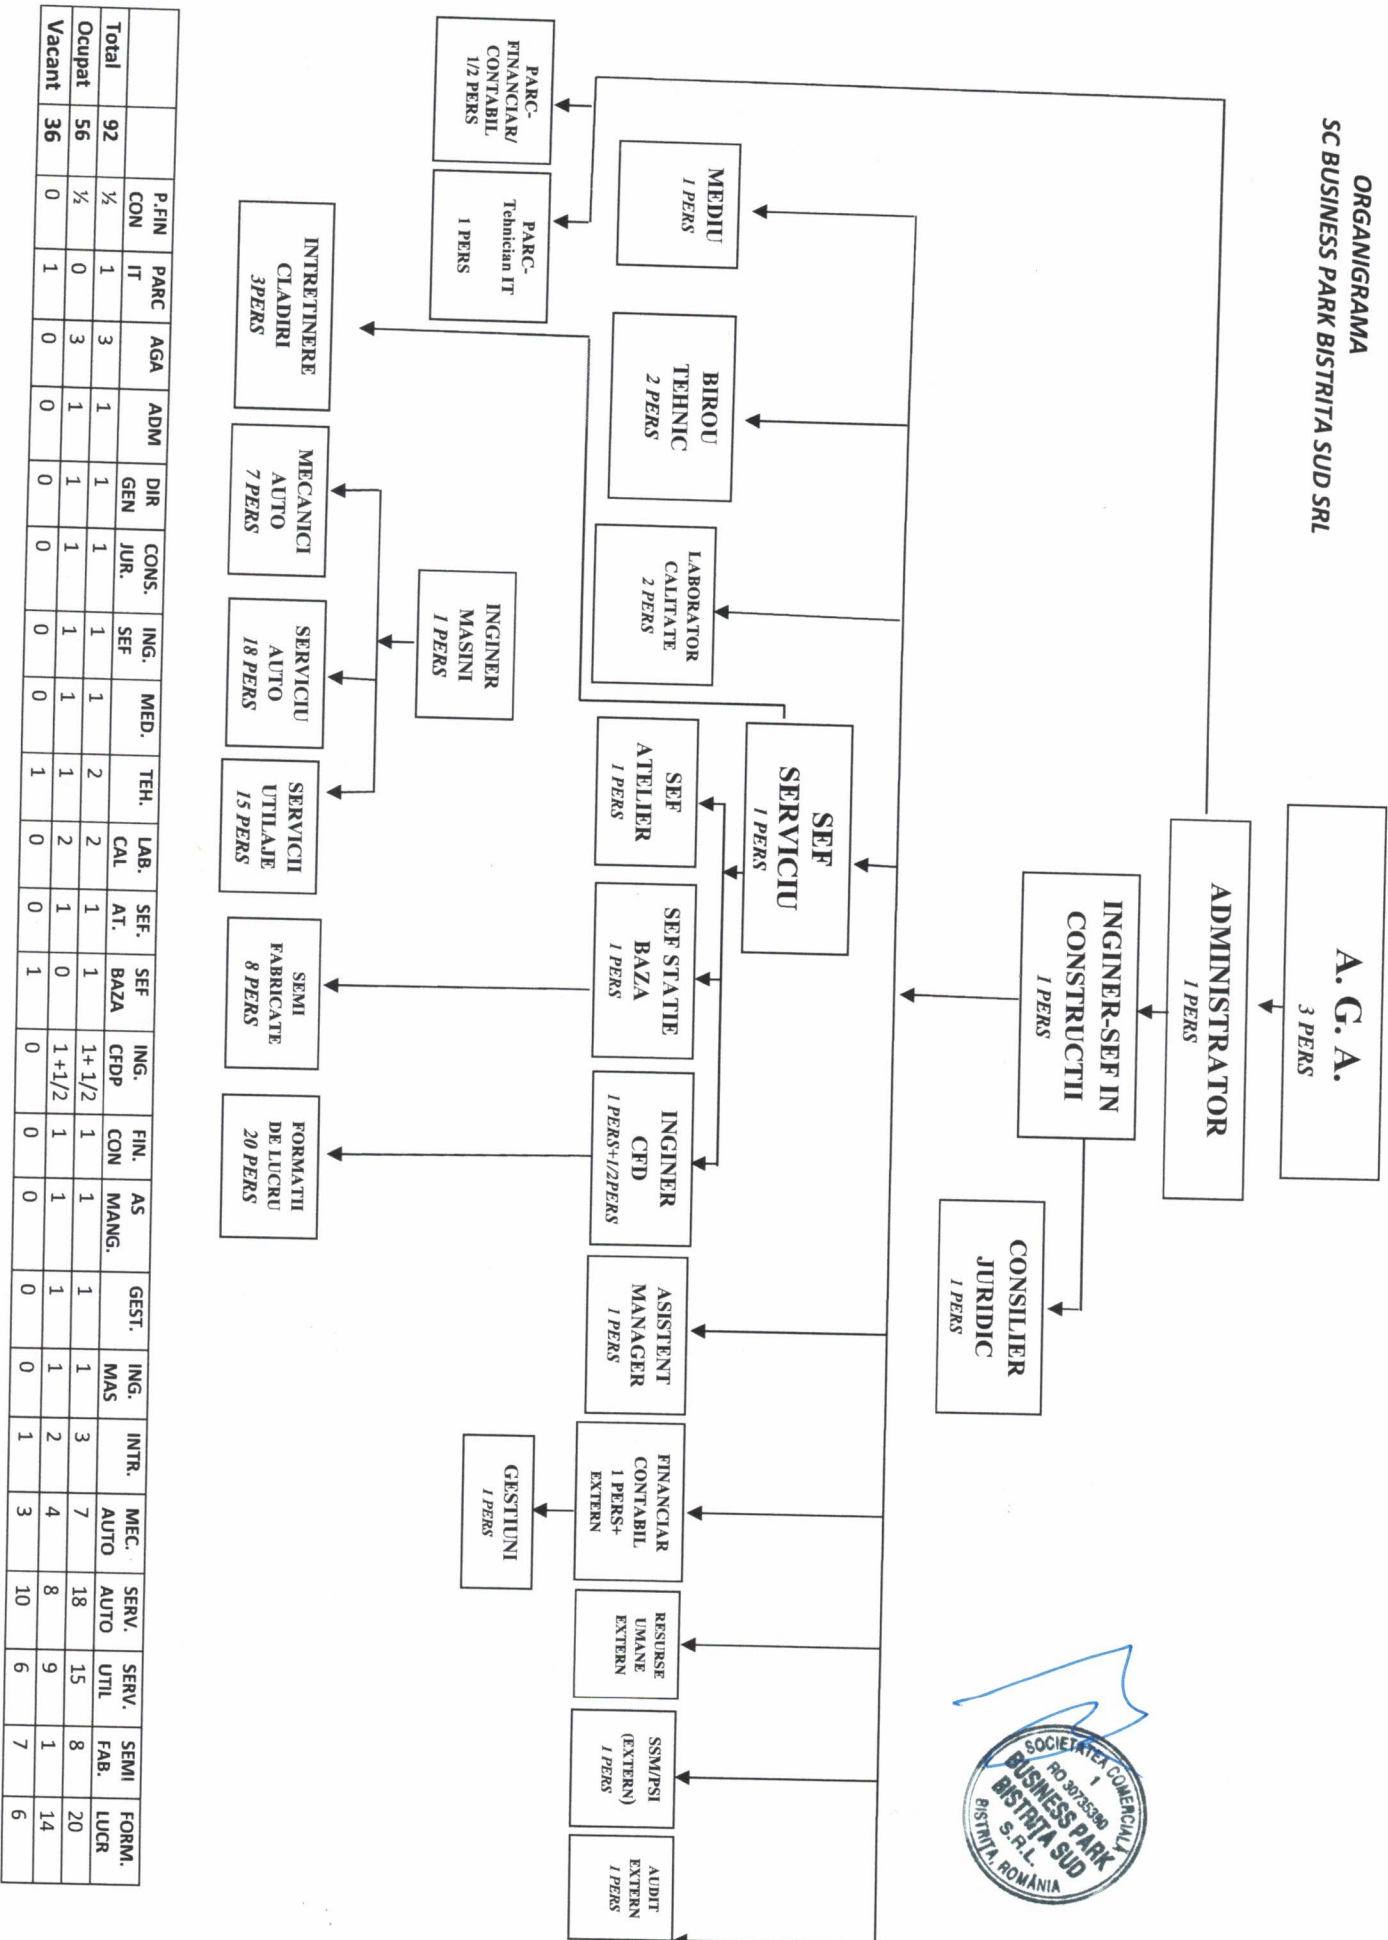 ORGANIGRAMA
SC BUSINESS PARK BISTRITA SUD SRL
A. G. A.
3 PERS
ADMINISTRATOR
1 PERS
INGINER-SEF IN
CONSTRUCTII
1 PERS
CONSILIER
JURIDIC
1 PERS
SOCIETATEA COMERCIALĂ
1
RO 30735380
BUSINESS PARK
BISTRIȚA SUD
S.R.L.
BISTRIȚA, ROMÂNIA
SEF
SERVICIU
1 PERS
MEDIU
1 PERS
BIROU
TEHNIC
2 PERS
LABORATOR
CALITATE
2 PERS
SEF
ATELIER
1 PERS
SEF STATIE
BAZA
1 PERS
INGINER
CFD
1 PERS+1/2PERS
ASISTENT
MANAGER
1 PERS
FINANCIAR
CONTABIL
1 PERS+
EXTERN
RESURSE
UMANE
EXTERN
SSM/PSI
(EXTERN)
1 PERS
AUDIT
EXTERN
1 PERS
PARC-
FINANCIAR/
CONTABIL
1/2 PERS
PARC-
Tehnician IT
1 PERS
INGINER
MASINI
1 PERS
GESTIUNI
1 PERS
INTRETINERE
CLADIRI
3PERS
MECANICI
AUTO
7 PERS
SERVICIU
AUTO
18 PERS
SERVICII
UTILAJE
15 PERS
SEMI
FABRICATE
8 PERS
FORMATII
DE LUCRU
20 PERS
P.FIN CON PARC IT AGA ADM DIR GEN CONS. JUR. ING. SEF MED. TEH. LAB. CAL SEF. AT. SEF BAZA ING. CFDP FIN. CON AS MANG. GEST. ING. MAS INTR. MEC. AUTO SERV. AUTO SERV. UTIL SEMI FAB. FORM. LUCR
Total 92 ½ 1 3 1 1 1 1 1 2 2 1 1 1+ 1/2 1 1 1 1 3 7 18 15 8 20
Ocupat 56 ½ 0 3 1 1 1 1 1 1 2 1 0 1 +1/2 1 1 1 1 2 4 8 9 1 14
Vacant 36 0 1 0 0 0 0 0 0 1 0 0 1 0 0 0 0 0 1 3 10 6 7 6